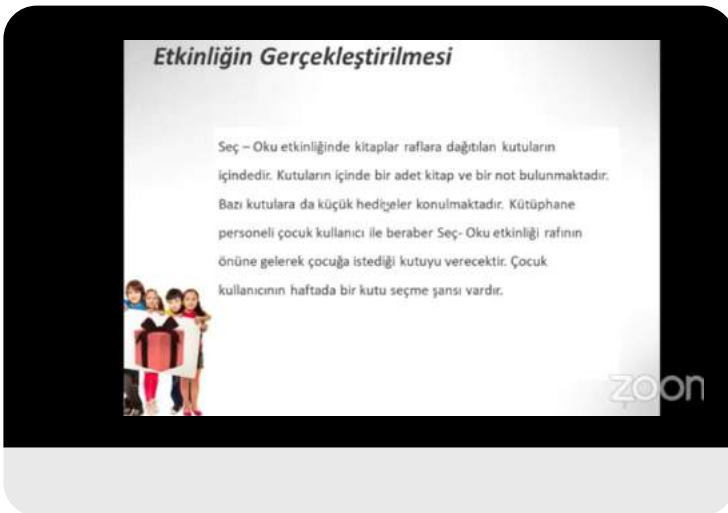 Etkinliğin Gerçekleştirilmesi
Seç – Oku etkinliğinde kitaplar raflara dağıtılan kutuların
içindedir. Kutuların içinde bir adet kitap ve bir not bulunmaktadır.
Bazı kutulara da küçük hediyeler konulmaktadır. Kütüphane
personeli çocuk kullanıcı ile beraber Seç- Oku etkinliği rafının
önüne gelerek çocuğa istediği kutuyu verecektir. Çocuk
kullanıcının haftada bir kutu seçme şansı vardır.
zoom